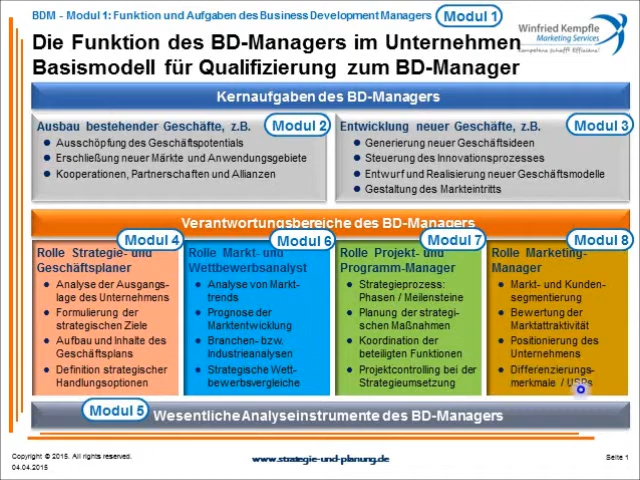 BDM - Modul 1: Funktion und Aufgaben des Business Development Managers
Modul 1
Winfried Kempfle
Marketing Services
Kompetenz schafft Effizienz!
Die Funktion des BD-Managers im Unternehmen
Basismodell für Qualifizierung zum BD-Manager
Kernaufgaben des BD-Managers
Ausbau bestehender Geschäfte, z.B.
Modul 2
Ausschöpfung des Geschäftspotentials
Erschließung neuer Märkte und Anwendungsgebiete
Kooperationen, Partnerschaften und Allianzen
Entwicklung neuer Geschäfte, z.B.
Modul 3
Generierung neuer Geschäftsideen
Steuerung des Innovationsprozesses
Entwurf und Realisierung neuer Geschäftsmodelle
Gestaltung des Markteintritts
Verantwortungsbereiche des BD-Managers
Modul 4
Rolle Strategie- und
Geschäftsplaner
Analyse der Ausgangs-
lage des Unternehmens
Formulierung der
strategischen Ziele
Aufbau und Inhalte des
Geschäftsplans
Definition strategischer
Handlungsoptionen
Modul 6
Rolle Markt- und
Wettbewerbsanalyst
Analyse von Markt-
trends
Prognose der
Marktentwicklung
Branchen- bzw.
Industrieanalysen
Strategische Wett-
bewerbsvergleiche
Modul 7
Rolle Projekt- und
Programm-Manager
Strategieprozess:
Phasen / Meilensteine
Planung der strategi-
schen Maßnahmen
Koordination der
beteiligten Funktionen
Projektcontrolling bei der
Strategieumsetzung
Modul 8
Rolle Marketing-
Manager
Markt- und Kunden-
segmentierung
Bewertung der
Marktattraktivität
Positionierung des
Unternehmens
Differenzierungs-
merkmale / USPs
Modul 5
Wesentliche Analyseinstrumente des BD-Managers
Copyright © 2015. All rights reserved.
04.04.2015
www.strategie-und-planung.de
Seite 1